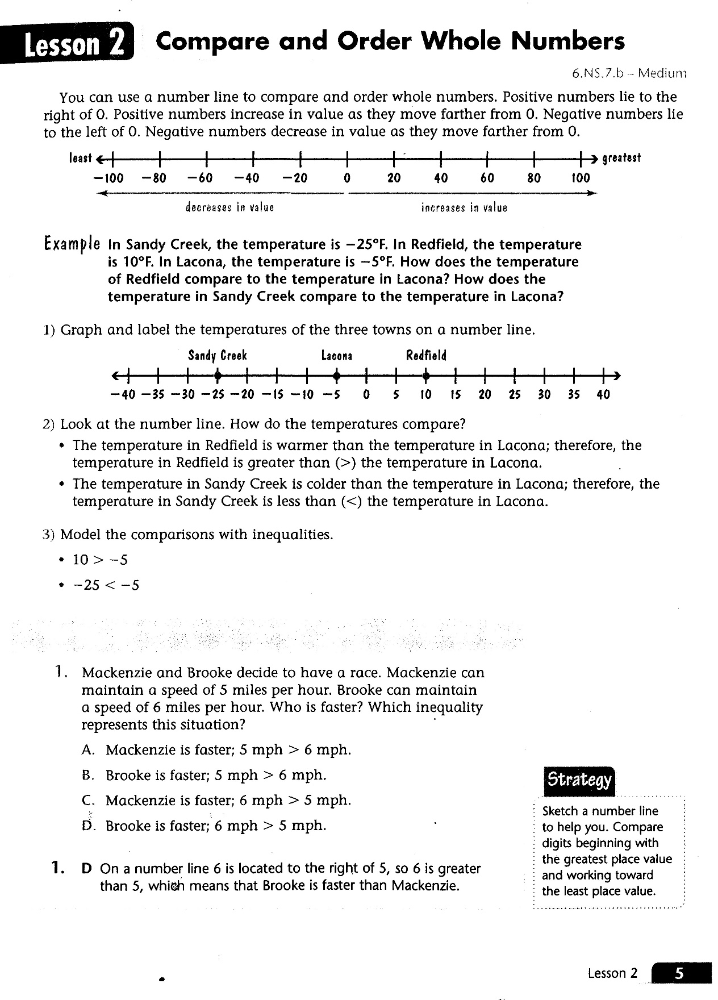 Lesson 2 Compare and Order Whole Numbers
6.NS.7.b – Medium
You can use a number line to compare and order whole numbers. Positive numbers lie to the
right of 0. Positive numbers increase in value as they move farther from 0. Negative numbers lie
to the left of 0. Negative numbers decrease in value as they move farther from 0.
least greatest
−100 −80 −60 −40 −20 0 20 40 60 80 100
decreases in value increases in value
Example In Sandy Creek, the temperature is −25°F. In Redfield, the temperature
is 10°F. In Lacona, the temperature is −5°F. How does the temperature
of Redfield compare to the temperature in Lacona? How does the
temperature in Sandy Creek compare to the temperature in Lacona?
1) Graph and label the temperatures of the three towns on a number line.
Sandy Creek Lacona Redfield
−40 −35 −30 −25 −20 −15 −10 −5 0 5 10 15 20 25 30 35 40
2) Look at the number line. How do the temperatures compare?
• The temperature in Redfield is warmer than the temperature in Lacona; therefore, the
temperature in Redfield is greater than (>) the temperature in Lacona.
• The temperature in Sandy Creek is colder than the temperature in Lacona; therefore, the
temperature in Sandy Creek is less than (<) the temperature in Lacona.
3) Model the comparisons with inequalities.
• 10 > −5
• −25 < −5
1. Mackenzie and Brooke decide to have a race. Mackenzie can
maintain a speed of 5 miles per hour. Brooke can maintain
a speed of 6 miles per hour. Who is faster? Which inequality
represents this situation?
A. Mackenzie is faster; 5 mph > 6 mph.
B. Brooke is faster; 5 mph > 6 mph.
C. Mackenzie is faster; 6 mph > 5 mph.
D. Brooke is faster; 6 mph > 5 mph.
1. D On a number line 6 is located to the right of 5, so 6 is greater
than 5, which means that Brooke is faster than Mackenzie.
Strategy
Sketch a number line
to help you. Compare
digits beginning with
the greatest place value
and working toward
the least place value.
Lesson 2 5